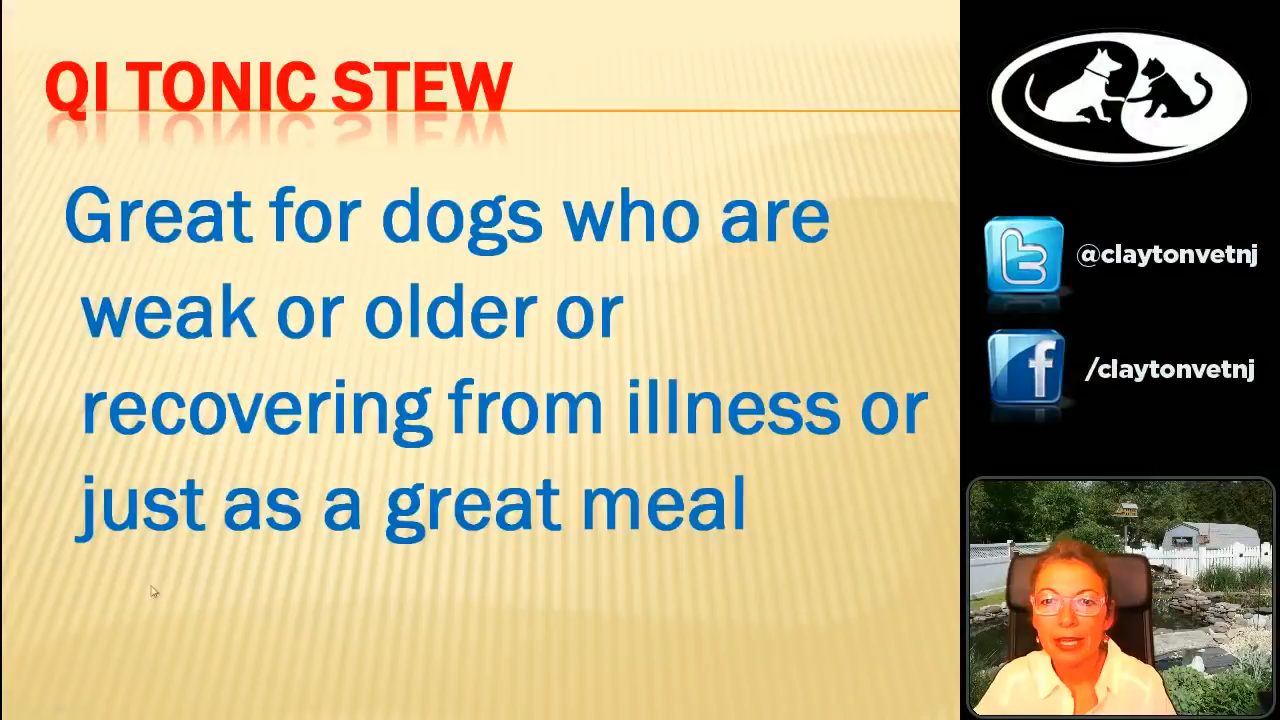 QI TONIC STEW
Great for dogs who are
weak or older or
recovering from illness or
just as a great meal
@claytonvetnj
/claytonvetnj